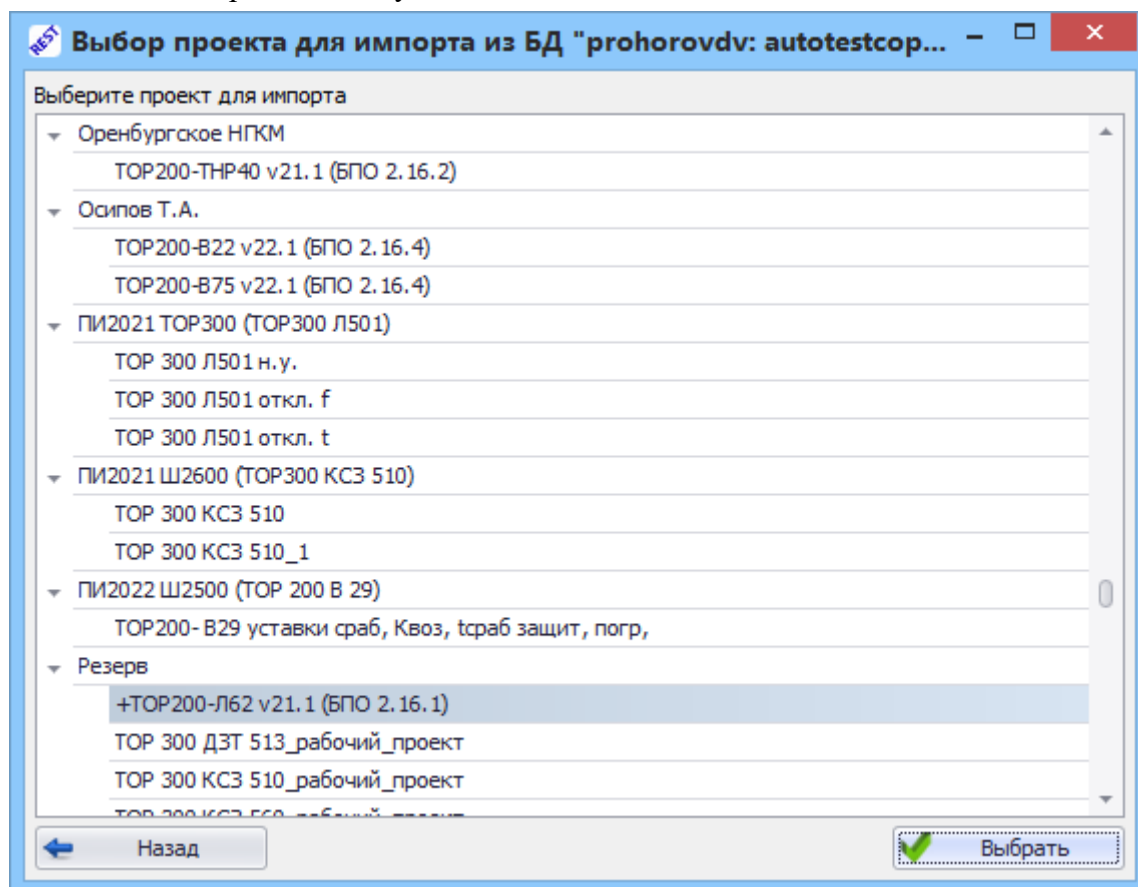 REST
Выбор проекта для импорта из БД "prohorovdv: autotestcop...
Выберите проект для импорта
Оренбургское НГКМ
ТОР200-ТНР40 v21.1 (БПО 2.16.2)
Осипов Т.А.
ТОР200-В22 v22.1 (БПО 2.16.4)
ТОР200-В75 v22.1 (БПО 2.16.4)
ПИ2021 ТОР300 (ТОР300 Л501)
ТОР 300 Л501 н.у.
ТОР 300 Л501 откл. f
ТОР 300 Л501 откл. t
ПИ2021 Ш2600 (ТОР300 КСЗ 510)
ТОР 300 КСЗ 510
ТОР 300 КСЗ 510_1
ПИ2022 Ш2500 (ТОР 200 В 29)
ТОР200- В29 уставки сраб, Квоз, tсраб защит, погр,
Резерв
+ТОР200-Л62 v21.1 (БПО 2.16.1)
ТОР 300 ДЗТ 513_рабочий_проект
ТОР 300 КСЗ 510_рабочий_проект
Назад
Выбрать